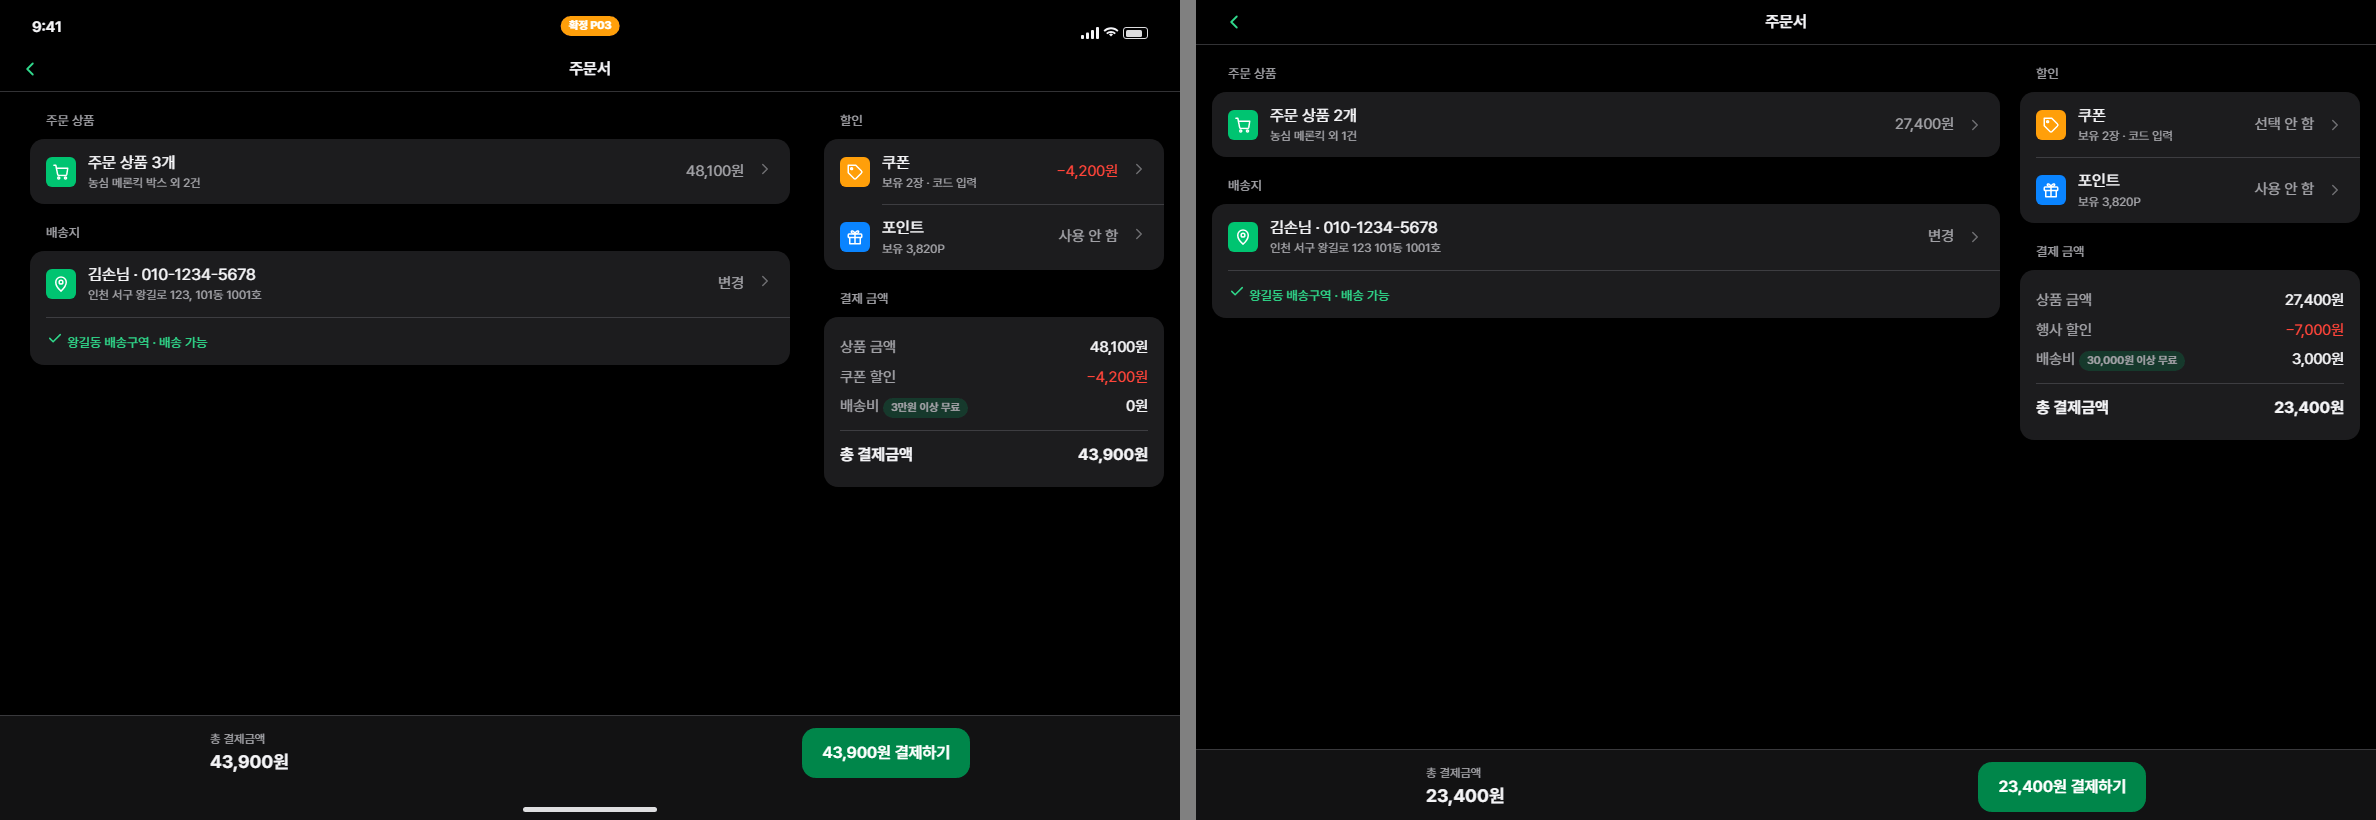 9:41
확정 P03
주문서
주문 상품
주문 상품 3개
농심 메론킥 박스 외 2건
48,100원
배송지
김손님 · 010-1234-5678
인천 서구 왕길로 123, 101동 1001호
변경
왕길동 배송구역 · 배송 가능
할인
쿠폰
보유 2장 · 코드 입력
−4,200원
포인트
보유 3,820P
사용 안 함
결제 금액
상품 금액 48,100원
쿠폰 할인 −4,200원
배송비 3만원 이상 무료 0원
총 결제금액 43,900원
총 결제금액
43,900원
43,900원 결제하기
주문서
주문 상품
주문 상품 2개
농심 메론킥 외 1건
27,400원
배송지
김손님 · 010-1234-5678
인천 서구 왕길로 123 101동 1001호
변경
왕길동 배송구역 · 배송 가능
할인
쿠폰
보유 2장 · 코드 입력
선택 안 함
포인트
보유 3,820P
사용 안 함
결제 금액
상품 금액 27,400원
행사 할인 −7,000원
배송비 30,000원 이상 무료 3,000원
총 결제금액 23,400원
총 결제금액
23,400원
23,400원 결제하기